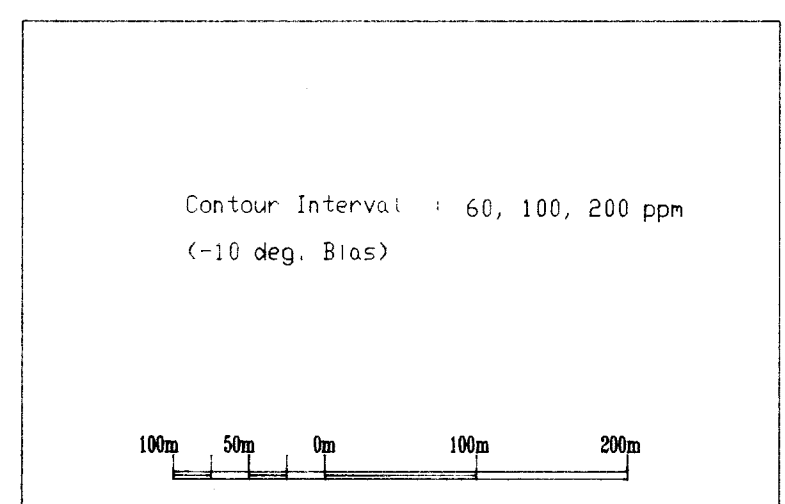 Contour Interval : 60, 100, 200 ppm
(-10 deg. Bias)
100m 50m 0m 100m 200m